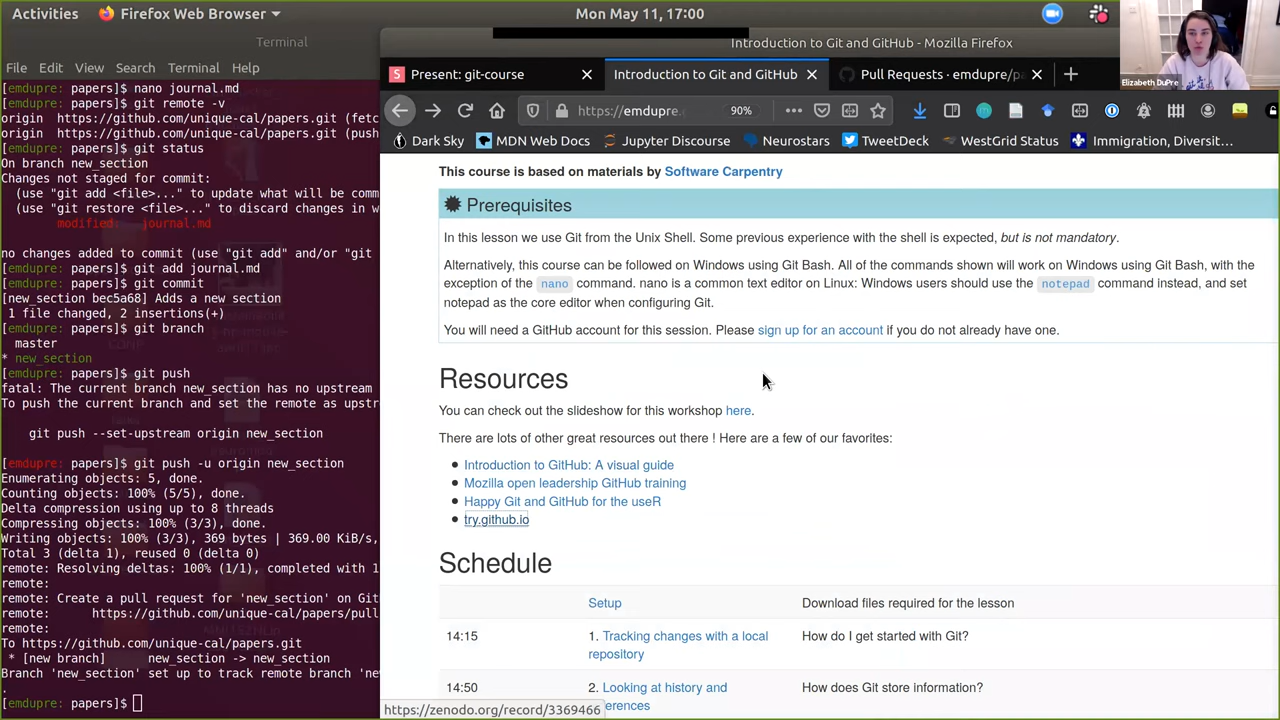 Activities
Firefox Web Browser
Mon May 11, 17:00
Elizabeth DuPre
Terminal
File Edit View Search Terminal Help
[emdupre: papers]$ nano journal.md
[emdupre: papers]$ git remote -v
origin  https://github.com/unique-cal/papers.git (fetc
origin  https://github.com/unique-cal/papers.git (push
[emdupre: papers]$ git status
On branch new_section
Changes not staged for commit:
  (use "git add <file>..." to update what will be comm
  (use "git restore <file>..." to discard changes in w
modified:   journal.md
no changes added to commit (use "git add" and/or "git
[emdupre: papers]$ git add journal.md
[emdupre: papers]$ git commit
[new_section bec5a68] Adds a new section
 1 file changed, 2 insertions(+)
[emdupre: papers]$ git branch
  master
* new_section
[emdupre: papers]$ git push
fatal: The current branch new_section has no upstream
To push the current branch and set the remote as upstr
    git push --set-upstream origin new_section
[emdupre: papers]$ git push -u origin new_section
Enumerating objects: 5, done.
Counting objects: 100% (5/5), done.
Delta compression using up to 8 threads
Compressing objects: 100% (3/3), done.
Writing objects: 100% (3/3), 369 bytes | 369.00 KiB/s,
Total 3 (delta 1), reused 0 (delta 0)
remote: Resolving deltas: 100% (1/1), completed with 1
remote:
remote: Create a pull request for 'new_section' on Git
remote:      https://github.com/unique-cal/papers/pull
remote:
To https://github.com/unique-cal/papers.git
 * [new branch]      new_section -> new_section
Branch 'new_section' set up to track remote branch 'ne
.
[emdupre: papers]$
Introduction to Git and GitHub - Mozilla Firefox
S Present: git-course
Introduction to Git and GitHub
Pull Requests · emdupre/pa
https://emdupre. 90%
Dark Sky MDN Web Docs Jupyter Discourse Neurostars TweetDeck WestGrid Status Immigration, Diversit…
This course is based on materials by Software Carpentry
Prerequisites
In this lesson we use Git from the Unix Shell. Some previous experience with the shell is expected, but is not mandatory.
Alternatively, this course can be followed on Windows using Git Bash. All of the commands shown will work on Windows using Git Bash, with the
exception of the nano command. nano is a common text editor on Linux: Windows users should use the notepad command instead, and set
notepad as the core editor when configuring Git.
You will need a GitHub account for this session. Please sign up for an account if you do not already have one.
Resources
You can check out the slideshow for this workshop here.
There are lots of other great resources out there ! Here are a few of our favorites:
Introduction to GitHub: A visual guide
Mozilla open leadership GitHub training
Happy Git and GitHub for the useR
try.github.io
Schedule
Setup
Download files required for the lesson
14:15
1. Tracking changes with a local
repository
How do I get started with Git?
14:50
2. Looking at history and
erences
How does Git store information?
https://zenodo.org/record/3369466